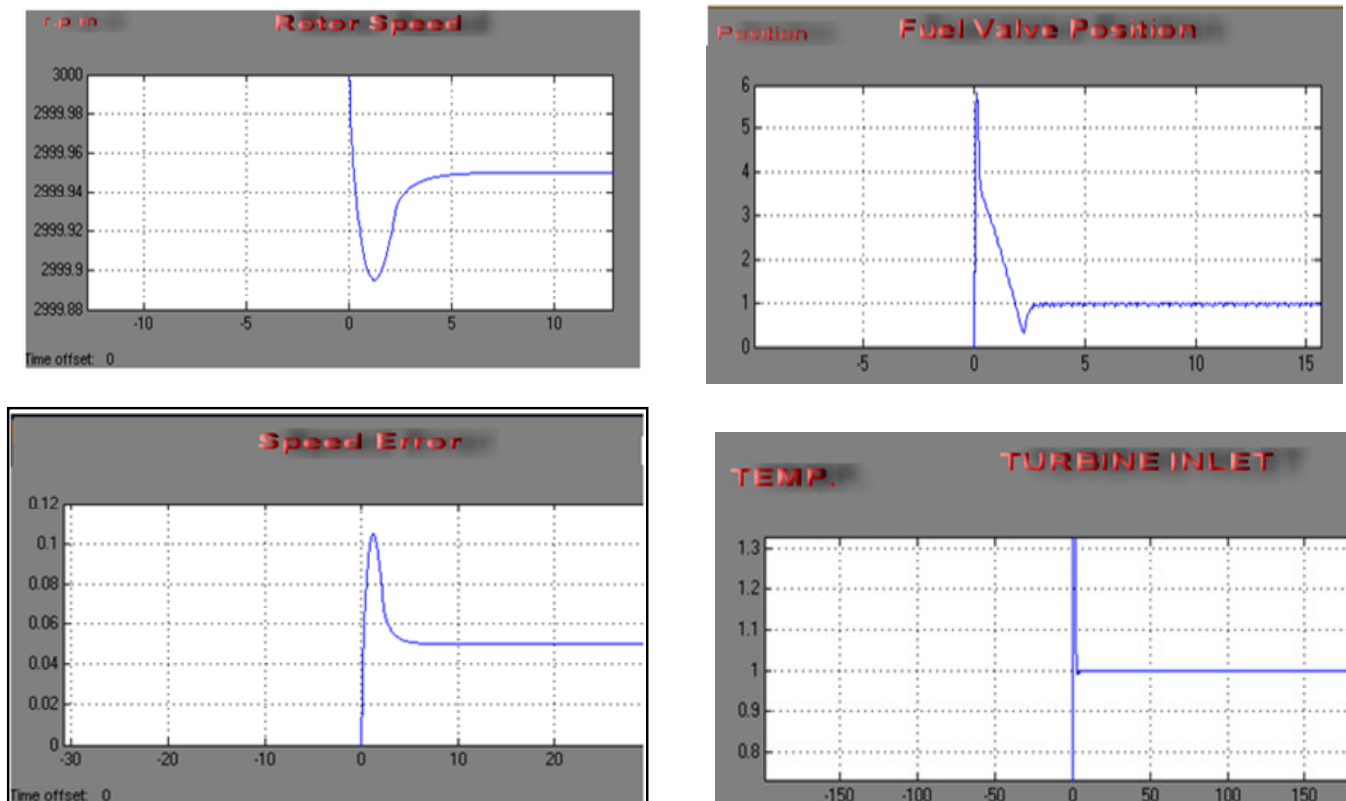 r.p.m
Rotor Speed
3000
2999.98
2999.96
2999.94
2999.92
2999.9
2999.88
-10 -5 0 5 10
Time offset: 0
Position
Fuel Valve Position
6
5
4
3
2
1
0
-5 0 5 10 15
Speed Error
0.12
0.1
0.08
0.06
0.04
0.02
0
-30 -20 -10 0 10 20
Time offset: 0
TEMP.
TURBINE INLET
1.3
1.2
1.1
1
0.9
0.8
-150 -100 -50 0 50 100 150